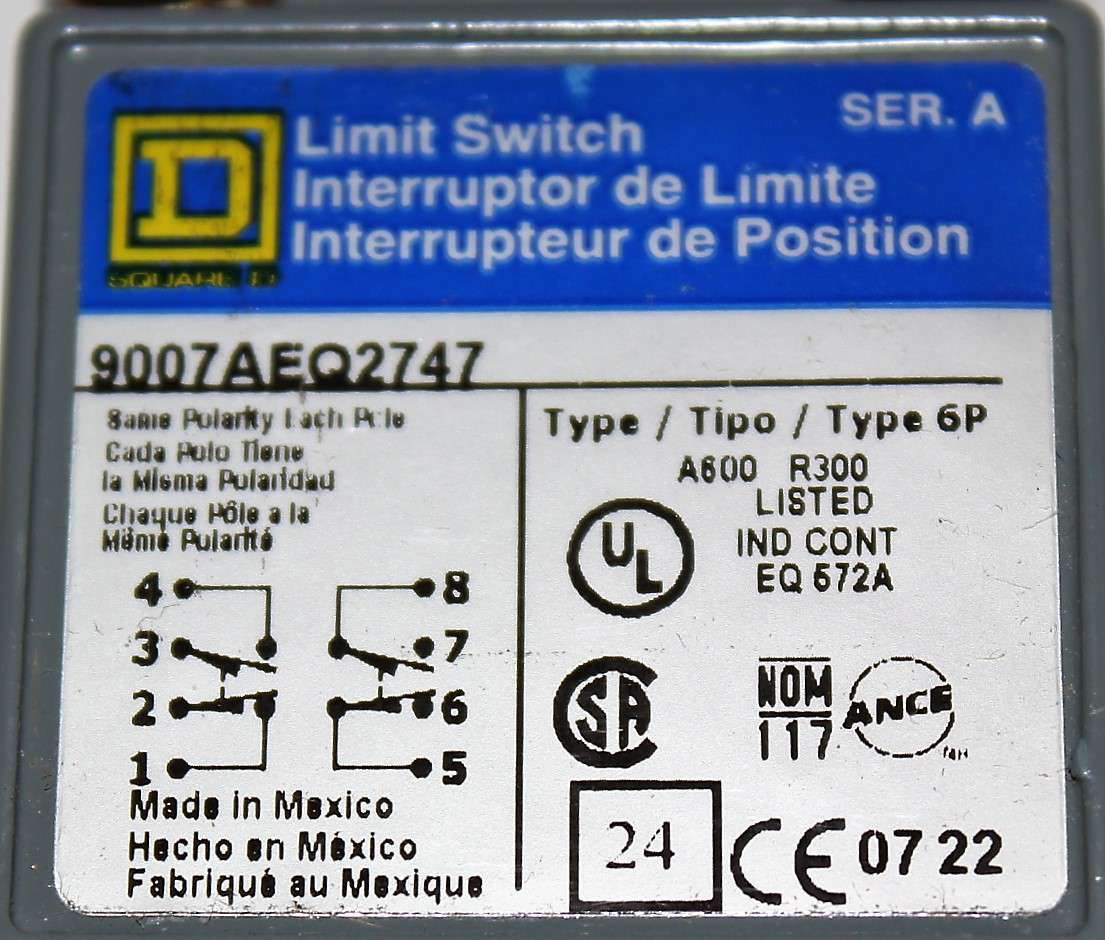 SER. A
D
SQUARE D
Limit Switch
Interruptor de Limite
Interrupteur de Position
9007AEQ2747
Same Polarity Each Pole
Cada Polo Tiene
la Misma Polaridad
Chaque Pôle a la
Même Polarité
4 8
3 7
2 6
1 5
Made in Mexico
Hecho en México
Fabriqué au Mexique
Type / Tipo / Type 6P
A600 R300
LISTED
UL
IND CONT
EQ 572A
SA
NOM
117
ANCE
24
CE 07 22